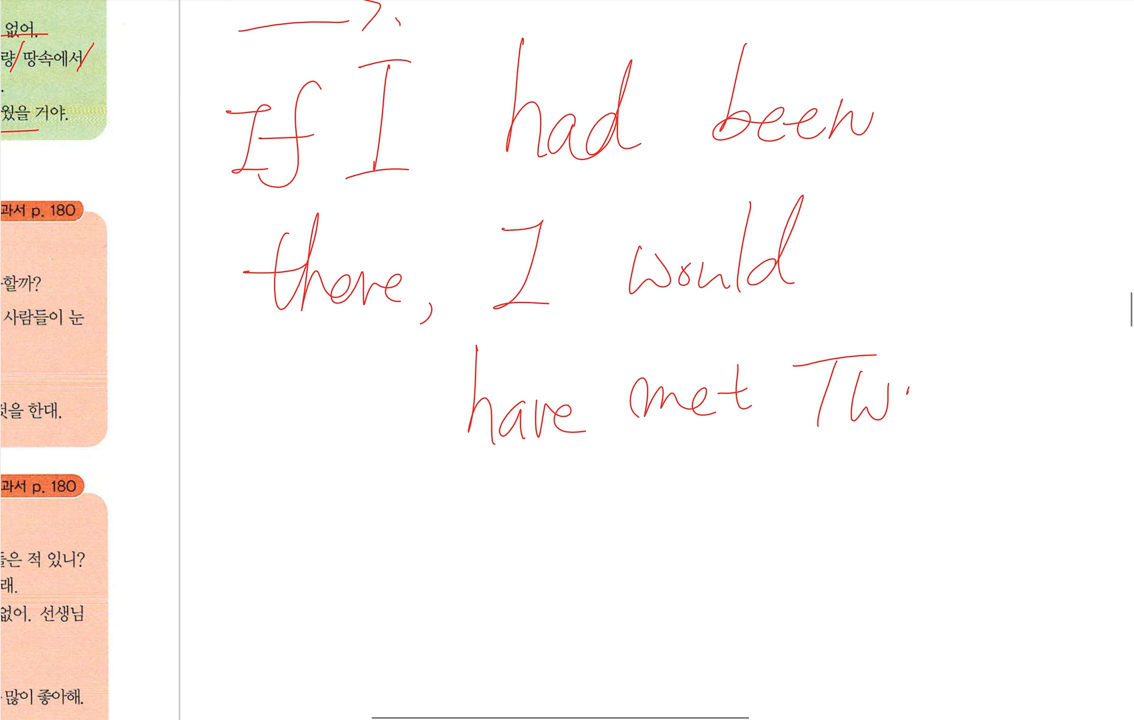 없어.
량 땅속에서
.
웠을 거야.
과서 p. 180
할까?
사람들이 눈
것을 한대.
과서 p. 180
들은 적 있니?
래.
없어. 선생님
많이 좋아해.
If I had been
there, I would
have met TW.